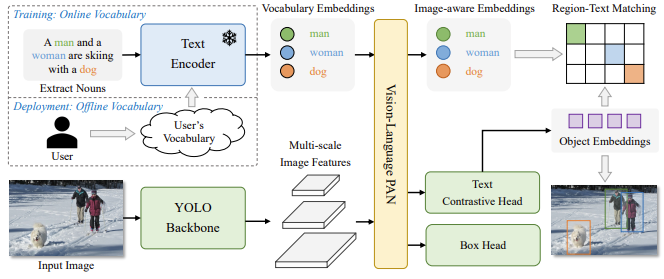 Training: Online Vocabulary
A man and a
woman are skiing
with a dog
Extract Nouns
Text
Encoder
Vocabulary Embeddings
man
woman
dog
Image-aware Embeddings
man
woman
dog
Region-Text Matching
Deployment: Offline Vocabulary
User
User's
Vocabulary
Vision-Language PAN
Object Embeddings
Multi-scale
Image Features
YOLO
Backbone
Text
Contrastive Head
Box Head
Input Image